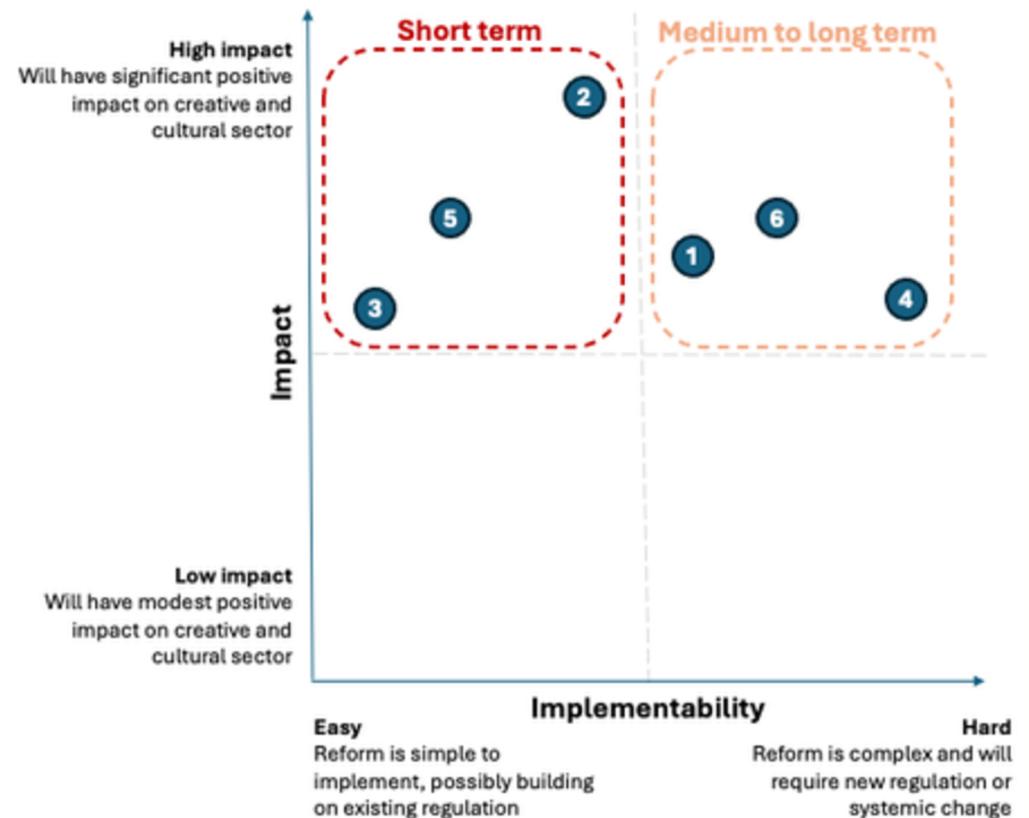 Short term
Medium to long term
High impact
Will have significant positive
impact on creative and
cultural sector
2
5
6
1
3
4
Impact
Low impact
Will have modest positive
impact on creative and
cultural sector
Implementability
Easy
Reform is simple to
implement, possibly building
on existing regulation
Hard
Reform is complex and will
require new regulation or
systemic change